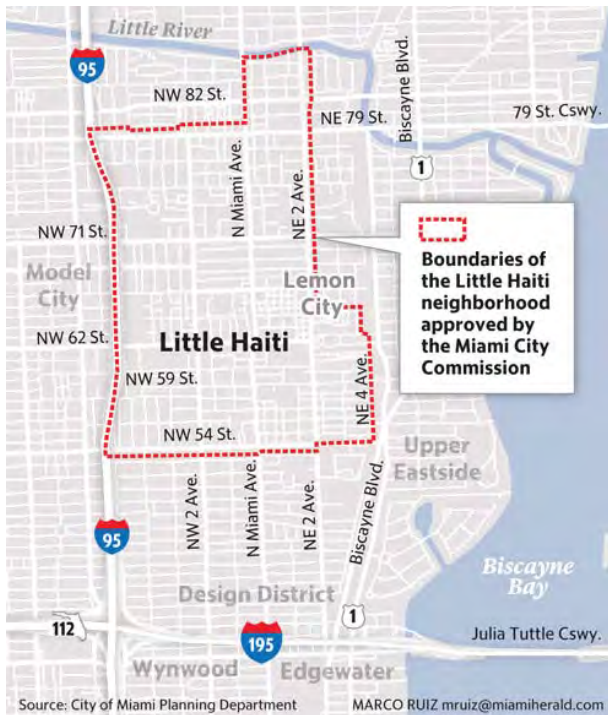 Little River
95
NW 82 St.
NE 79 St.
Biscayne Blvd.
79 St. Cswy.
1
N Miami Ave.
NE 2 Ave.
NW 71 St.
Model
City
Boundaries of
the Little Haiti
neighborhood
approved by
the Miami City
Commission
Lemon
City
Little Haiti
NW 62 St.
NW 59 St.
NE 4 Ave.
NW 54 St.
Upper
Eastside
NW 2 Ave.
N Miami Ave.
NE 2 Ave.
Biscayne Blvd.
95
Biscayne
Bay
Design District
1
112
195
Julia Tuttle Cswy.
Wynwood
Edgewater
Source: City of Miami Planning Department
MARCO RUIZ mruiz@miamiherald.com